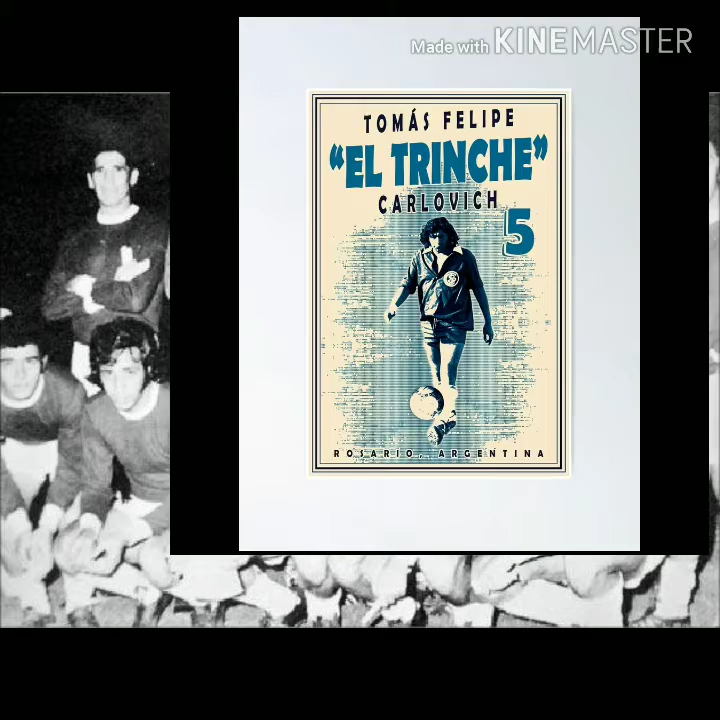 Made with KINEMASTER
TOMÁS FELIPE
"EL TRINCHE"
CARLOVICH
5
ROSARIO, ARGENTINA